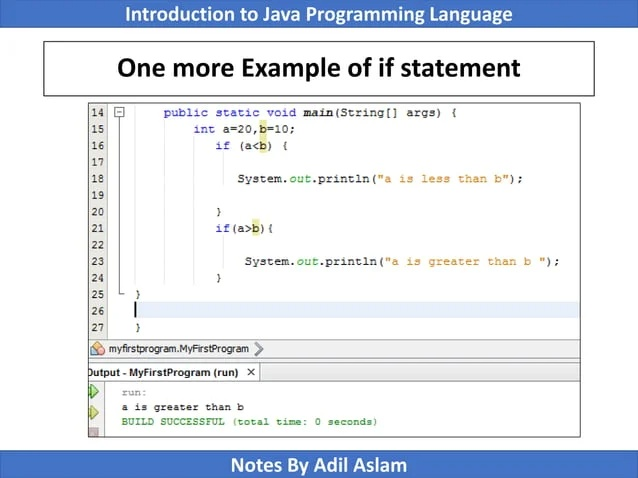 Introduction to Java Programming Language
One more Example of if statement
14 public static void main(String[] args) {
15 int a=20,b=10;
16 if (a<b) {
17
18 System.out.println("a is less than b");
19
20 }
21 if(a>b){
22
23 System.out.println("a is greater than b ");
24 }
25 }
26
27 }
myfirstprogram.MyFirstProgram
Output - MyFirstProgram (run) ×
run:
a is greater than b
BUILD SUCCESSFUL (total time: 0 seconds)
Notes By Adil Aslam